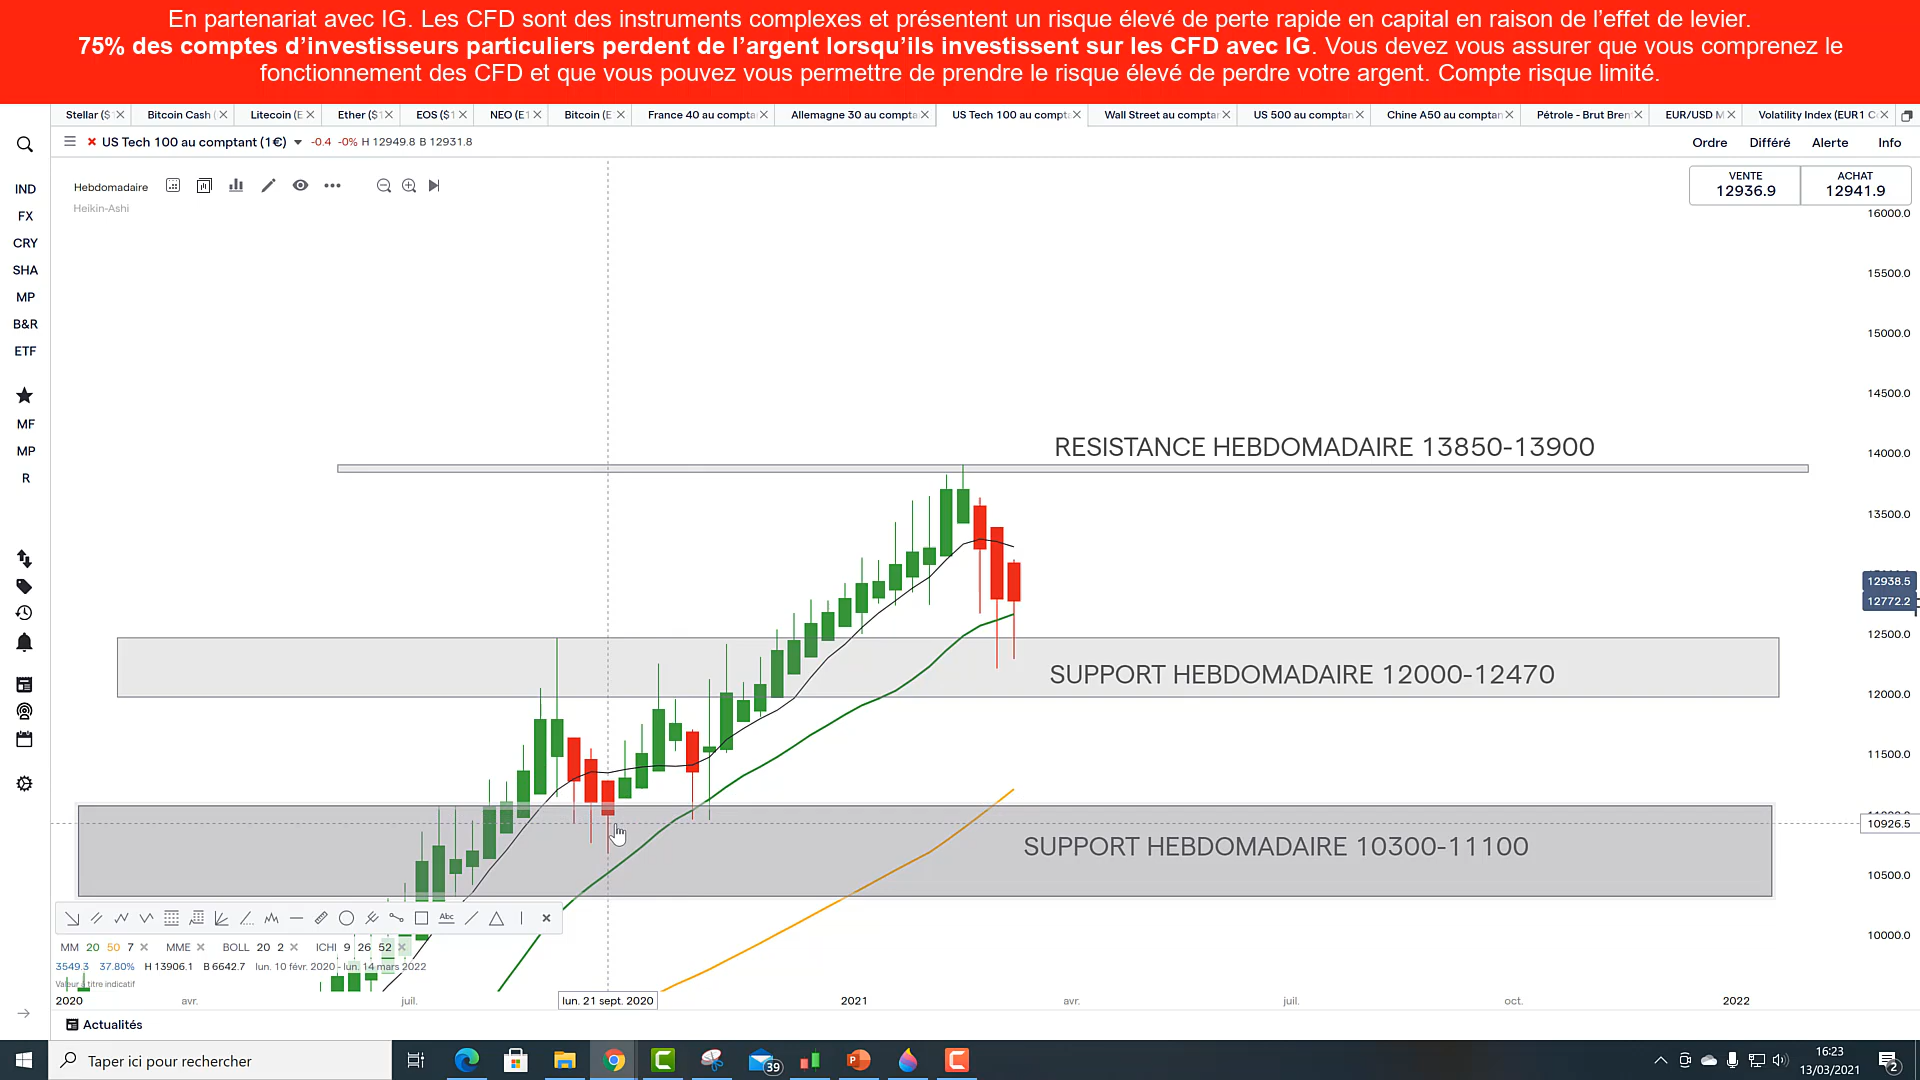 En partenariat avec IG. Les CFD sont des instruments complexes et présentent un risque élevé de perte rapide en capital en raison de l’effet de levier.
75% des comptes d’investisseurs particuliers perdent de l’argent lorsqu’ils investissent sur les CFD avec IG. Vous devez vous assurer que vous comprenez le
fonctionnement des CFD et que vous pouvez vous permettre de prendre le risque élevé de perdre votre argent. Compte risque limité.
Stellar ($ Bitcoin Cash Litecoin (E Ether ($1 EOS ($1 NEO (E1 Bitcoin (E France 40 au compta Allemagne 30 au compta US Tech 100 au compt Wall Street au comptar US 500 au comptan Chine A50 au comptan Pétrole - Brut Bren EUR/USD M Volatility Index (EUR1 C
US Tech 100 au comptant (1€) -0.4 -0% H 12949.8 B 12931.8
Ordre Différé Alerte Info
Hebdomadaire
Heikin-Ashi
VENTE ACHAT
12936.9 12941.9
IND
FX
CRY
SHA
MP
B&R
ETF
MF
MP
R
16000.0
15500.0
15000.0
14500.0
RESISTANCE HEBDOMADAIRE 13850-13900
14000.0
13500.0
12938.5
12772.2
12500.0
SUPPORT HEBDOMADAIRE 12000-12470
12000.0
11500.0
10926.5
SUPPORT HEBDOMADAIRE 10300-11100
10500.0
10000.0
Abc
MM 20 50 7 MME BOLL 20 2 ICHI 9 26 52
3549.3 37.80% H 13906.1 B 6642.7 lun. 10 févr. 2020 - lun. 14 mars 2022
Valeur à titre indicatif
2020 avr. juil. lun. 21 sept. 2020 2021 avr. juil. oct. 2022
Actualités
Taper ici pour rechercher
39
16:23
13/03/2021
2